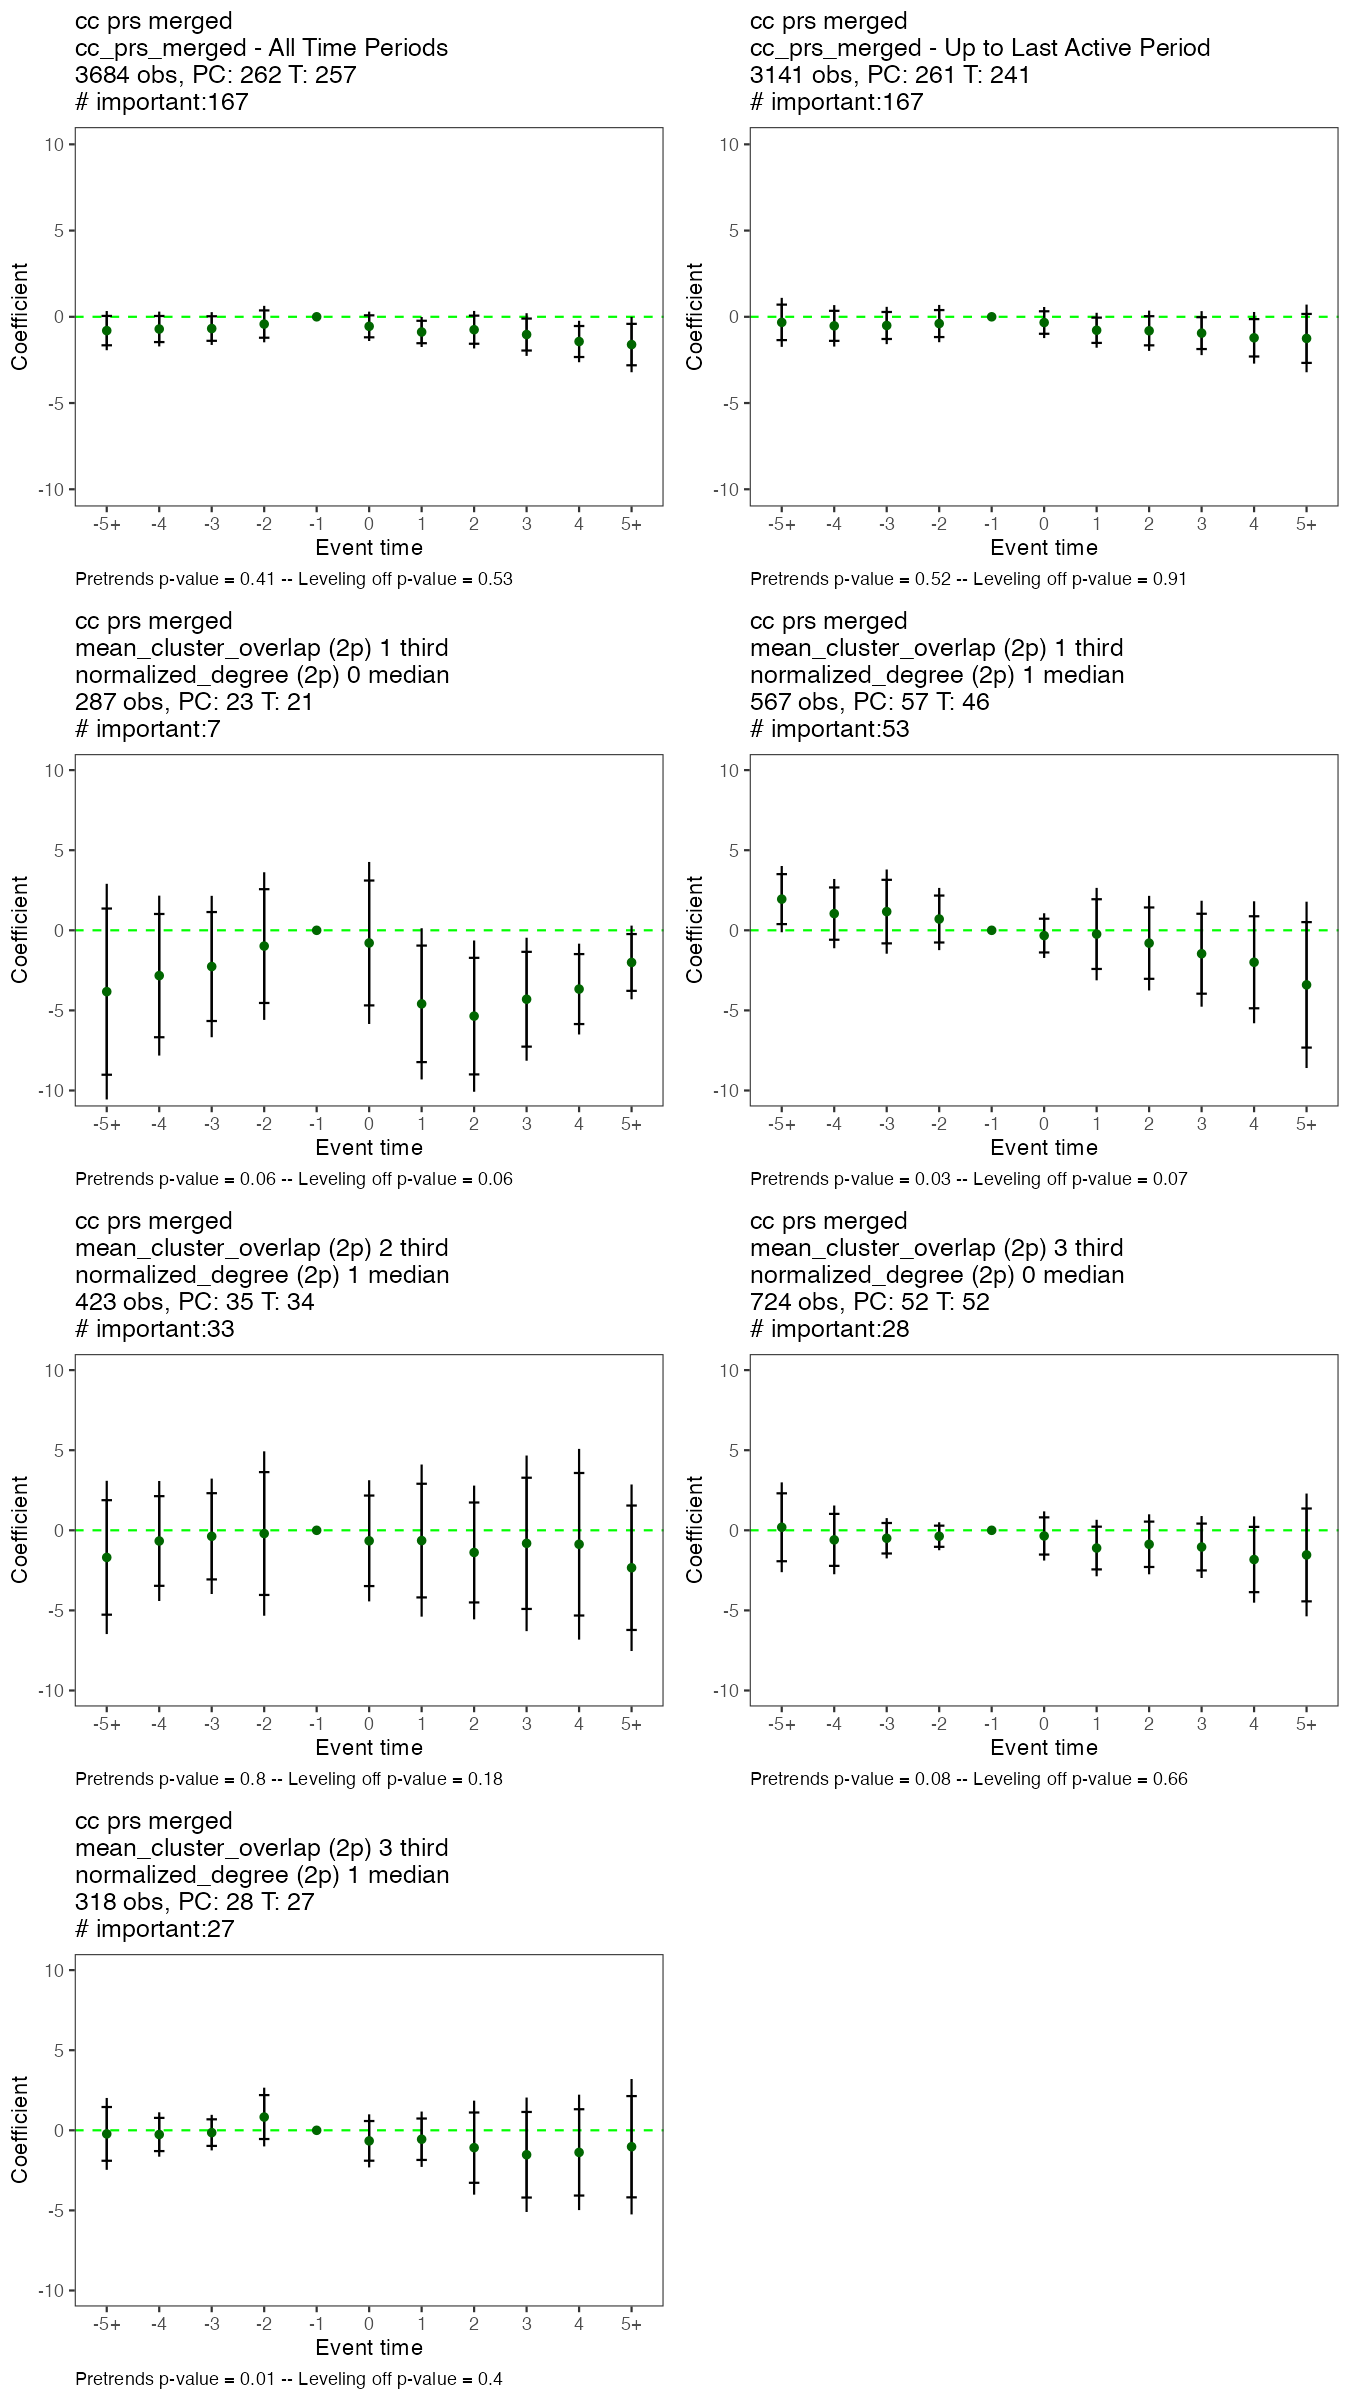 cc prs merged
cc_prs_merged - All Time Periods
3684 obs, PC: 262 T: 257
# important:167
10
5
0
-5
-10
Coefficient
-5+ -4 -3 -2 -1 0 1 2 3 4 5+
Event time
Pretrends p-value = 0.41 -- Leveling off p-value = 0.53
cc prs merged
cc_prs_merged - Up to Last Active Period
3141 obs, PC: 261 T: 241
# important:167
10
5
0
-5
-10
Coefficient
-5+ -4 -3 -2 -1 0 1 2 3 4 5+
Event time
Pretrends p-value = 0.52 -- Leveling off p-value = 0.91
cc prs merged
mean_cluster_overlap (2p) 1 third
normalized_degree (2p) 0 median
287 obs, PC: 23 T: 21
# important:7
10
5
0
-5
-10
Coefficient
-5+ -4 -3 -2 -1 0 1 2 3 4 5+
Event time
Pretrends p-value = 0.06 -- Leveling off p-value = 0.06
cc prs merged
mean_cluster_overlap (2p) 1 third
normalized_degree (2p) 1 median
567 obs, PC: 57 T: 46
# important:53
10
5
0
-5
-10
Coefficient
-5+ -4 -3 -2 -1 0 1 2 3 4 5+
Event time
Pretrends p-value = 0.03 -- Leveling off p-value = 0.07
cc prs merged
mean_cluster_overlap (2p) 2 third
normalized_degree (2p) 1 median
423 obs, PC: 35 T: 34
# important:33
10
5
0
-5
-10
Coefficient
-5+ -4 -3 -2 -1 0 1 2 3 4 5+
Event time
Pretrends p-value = 0.8 -- Leveling off p-value = 0.18
cc prs merged
mean_cluster_overlap (2p) 3 third
normalized_degree (2p) 0 median
724 obs, PC: 52 T: 52
# important:28
10
5
0
-5
-10
Coefficient
-5+ -4 -3 -2 -1 0 1 2 3 4 5+
Event time
Pretrends p-value = 0.08 -- Leveling off p-value = 0.66
cc prs merged
mean_cluster_overlap (2p) 3 third
normalized_degree (2p) 1 median
318 obs, PC: 28 T: 27
# important:27
10
5
0
-5
-10
Coefficient
-5+ -4 -3 -2 -1 0 1 2 3 4 5+
Event time
Pretrends p-value = 0.01 -- Leveling off p-value = 0.4